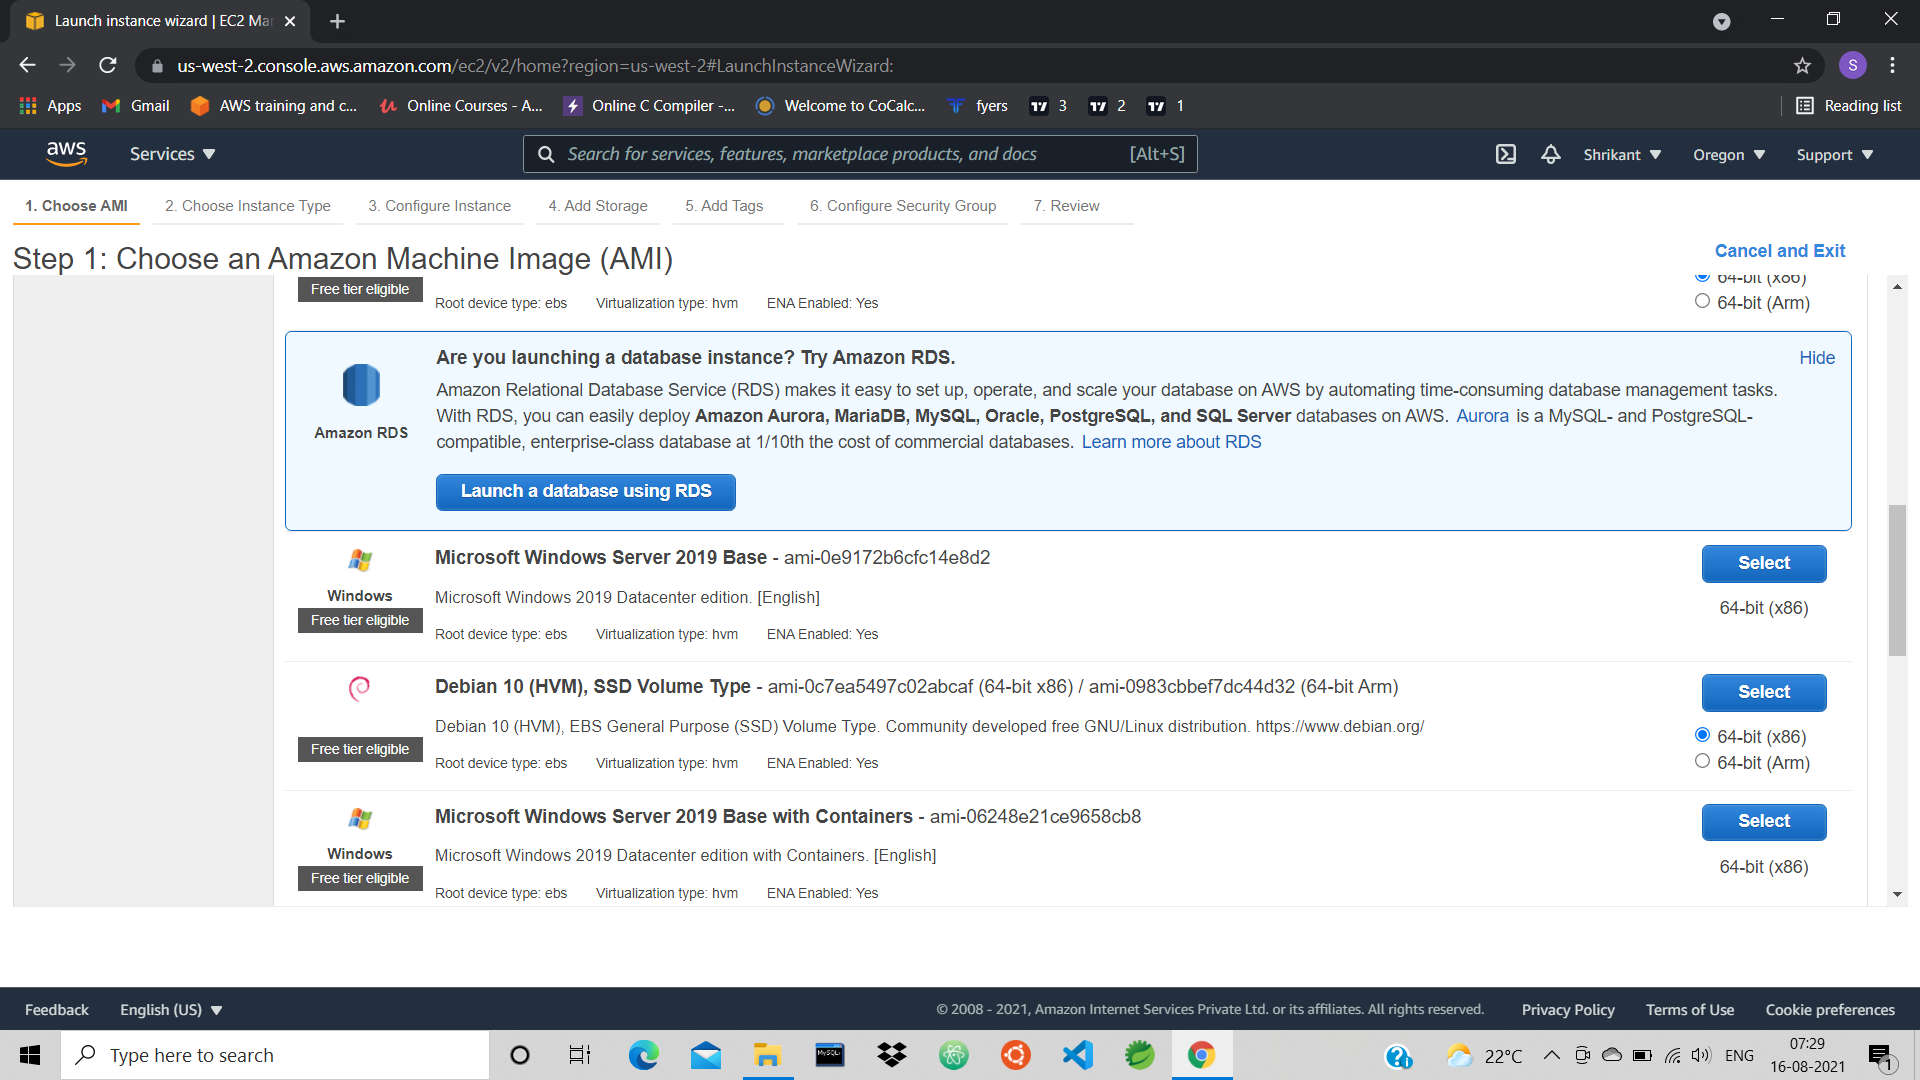 Launch instance wizard | EC2 Ma
us-west-2.console.aws.amazon.com/ec2/v2/home?region=us-west-2#LaunchInstanceWizard:
S
Apps Gmail AWS training and c... Online Courses - A... Online C Compiler -... Welcome to CoCalc... fyers 3 2 1 Reading list
aws Services Search for services, features, marketplace products, and docs [Alt+S] Shrikant Oregon Support
1. Choose AMI 2. Choose Instance Type 3. Configure Instance 4. Add Storage 5. Add Tags 6. Configure Security Group 7. Review
Step 1: Choose an Amazon Machine Image (AMI) Cancel and Exit
64-bit (x86)
Free tier eligible Root device type: ebs Virtualization type: hvm ENA Enabled: Yes 64-bit (Arm)
Are you launching a database instance? Try Amazon RDS. Hide
Amazon Relational Database Service (RDS) makes it easy to set up, operate, and scale your database on AWS by automating time-consuming database management tasks.
With RDS, you can easily deploy Amazon Aurora, MariaDB, MySQL, Oracle, PostgreSQL, and SQL Server databases on AWS. Aurora is a MySQL- and PostgreSQL-
compatible, enterprise-class database at 1/10th the cost of commercial databases. Learn more about RDS
Amazon RDS
Launch a database using RDS
Microsoft Windows Server 2019 Base - ami-0e9172b6cfc14e8d2 Select
Windows Microsoft Windows 2019 Datacenter edition. [English] 64-bit (x86)
Free tier eligible Root device type: ebs Virtualization type: hvm ENA Enabled: Yes
Debian 10 (HVM), SSD Volume Type - ami-0c7ea5497c02abcaf (64-bit x86) / ami-0983cbbef7dc44d32 (64-bit Arm) Select
Debian 10 (HVM), EBS General Purpose (SSD) Volume Type. Community developed free GNU/Linux distribution. https://www.debian.org/ 64-bit (x86)
Free tier eligible Root device type: ebs Virtualization type: hvm ENA Enabled: Yes 64-bit (Arm)
Microsoft Windows Server 2019 Base with Containers - ami-06248e21ce9658cb8 Select
Windows Microsoft Windows 2019 Datacenter edition with Containers. [English] 64-bit (x86)
Free tier eligible Root device type: ebs Virtualization type: hvm ENA Enabled: Yes
Feedback English (US) © 2008 - 2021, Amazon Internet Services Private Ltd. or its affiliates. All rights reserved. Privacy Policy Terms of Use Cookie preferences
Type here to search MySQL 22°C ENG 07:29
16-08-2021 1